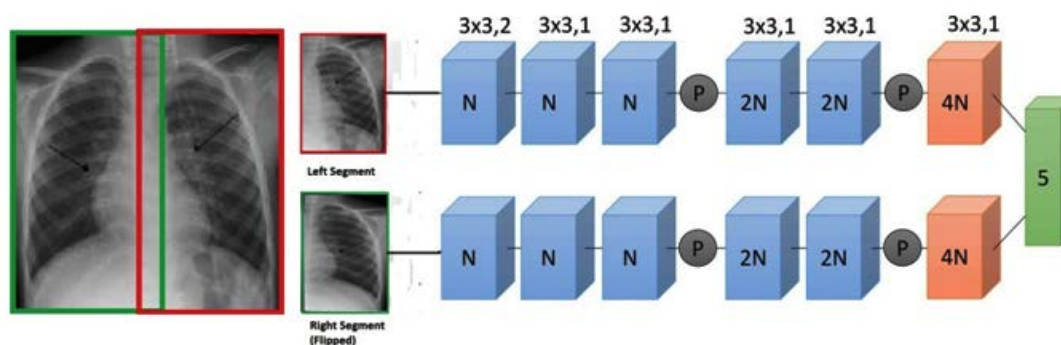 3x3,2 3x3,1 3x3,1 3x3,1 3x3,1 3x3,1
N N N P 2N 2N P 4N
Left Segment
5
N N N P 2N 2N P 4N
Right Segment
(Flipped)